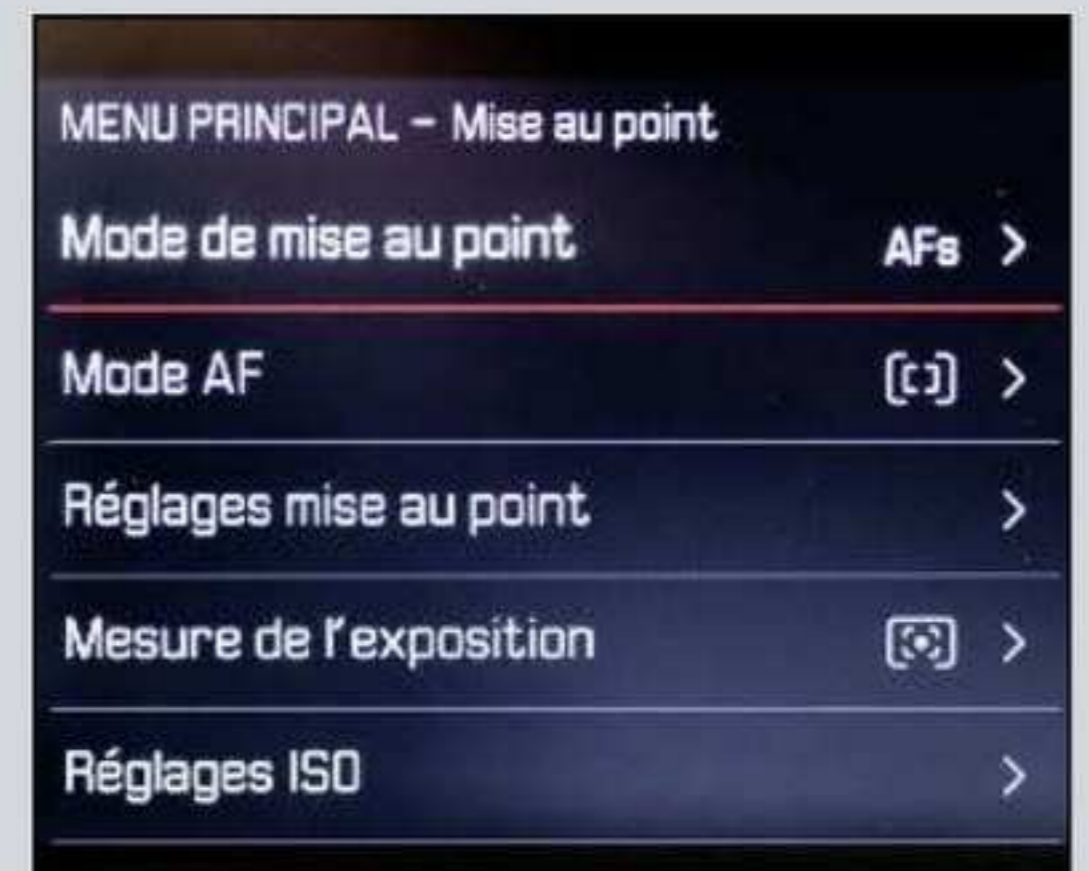 MENU PRINCIPAL – Mise au point
Mode de mise au point AFs >
Mode AF >
Réglages mise au point >
Mesure de l'exposition >
Réglages ISO >